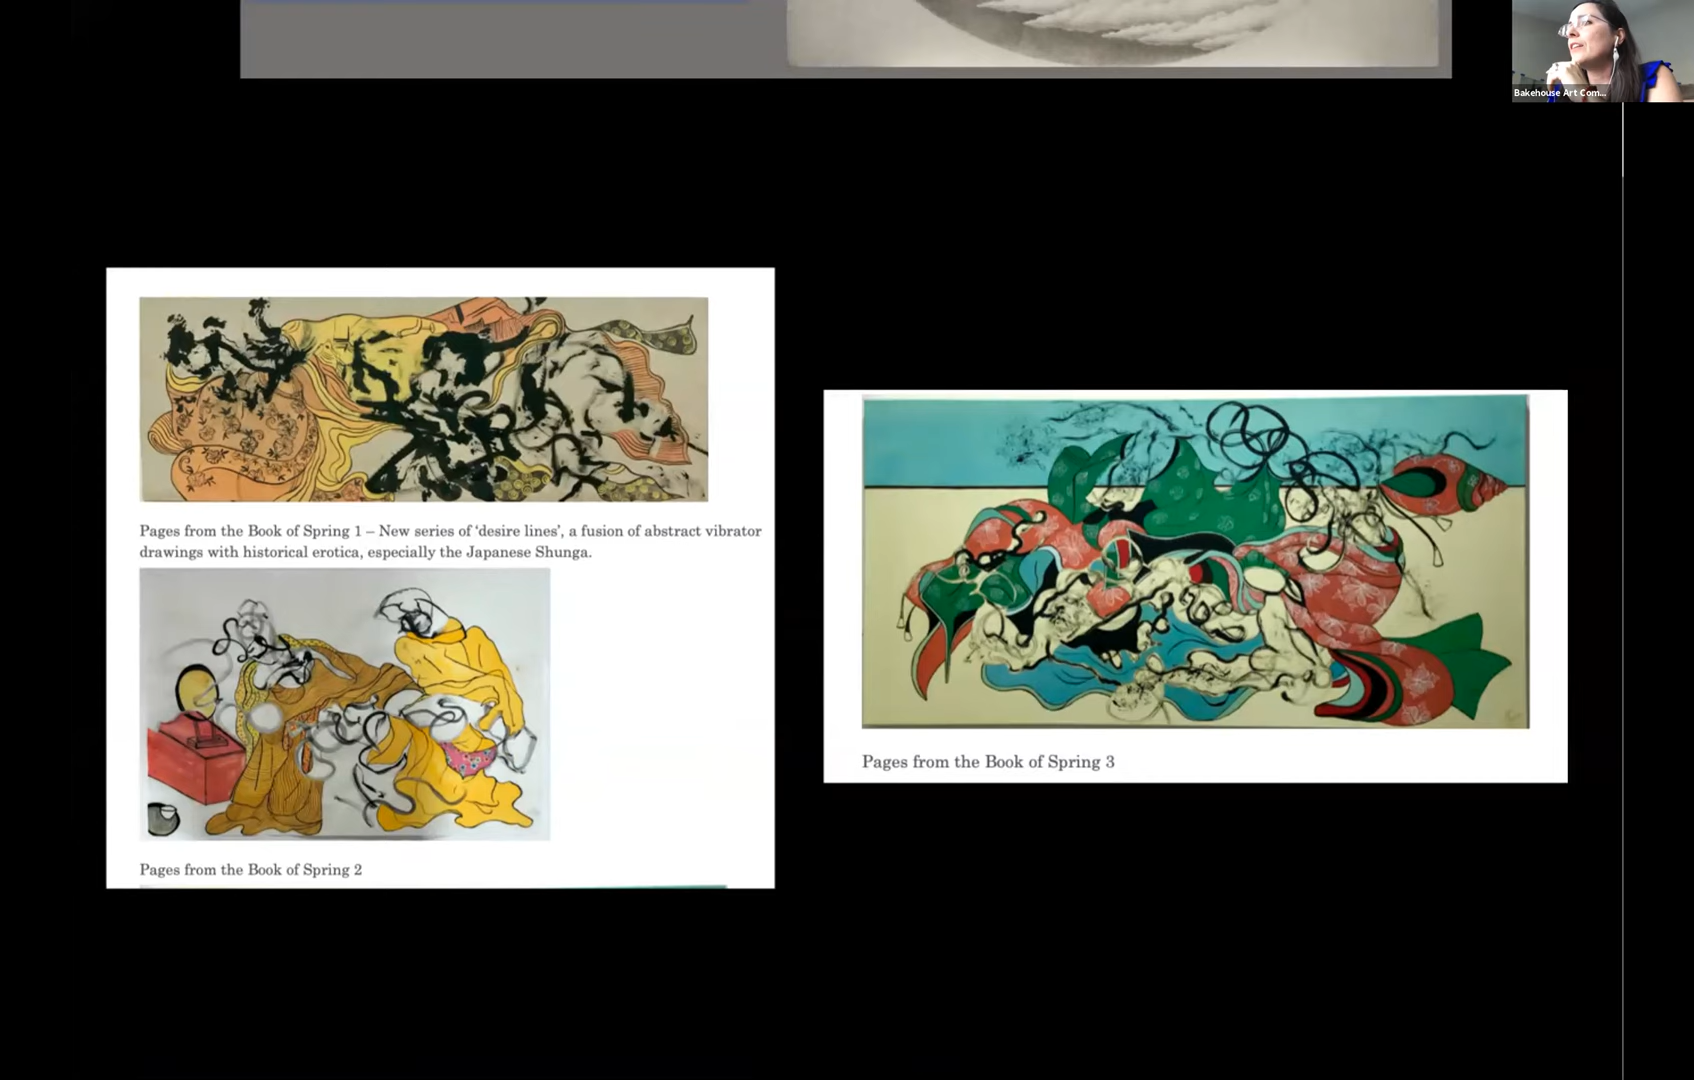 Bakehouse Art Com...
Pages from the Book of Spring 1 – New series of ‘desire lines’, a fusion of abstract vibrator
drawings with historical erotica, especially the Japanese Shunga.
Pages from the Book of Spring 2
Pages from the Book of Spring 3